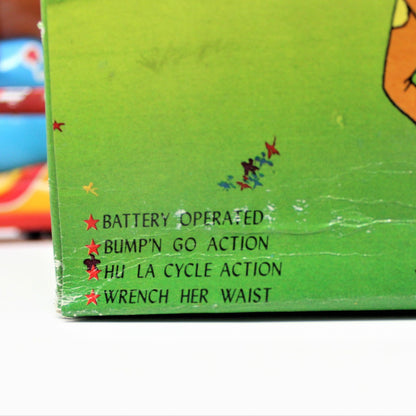 ★BATTERY OPERATED
★BUMP'N GO ACTION
★HU LA CYCLE ACTION
★WRENCH HER WAIST